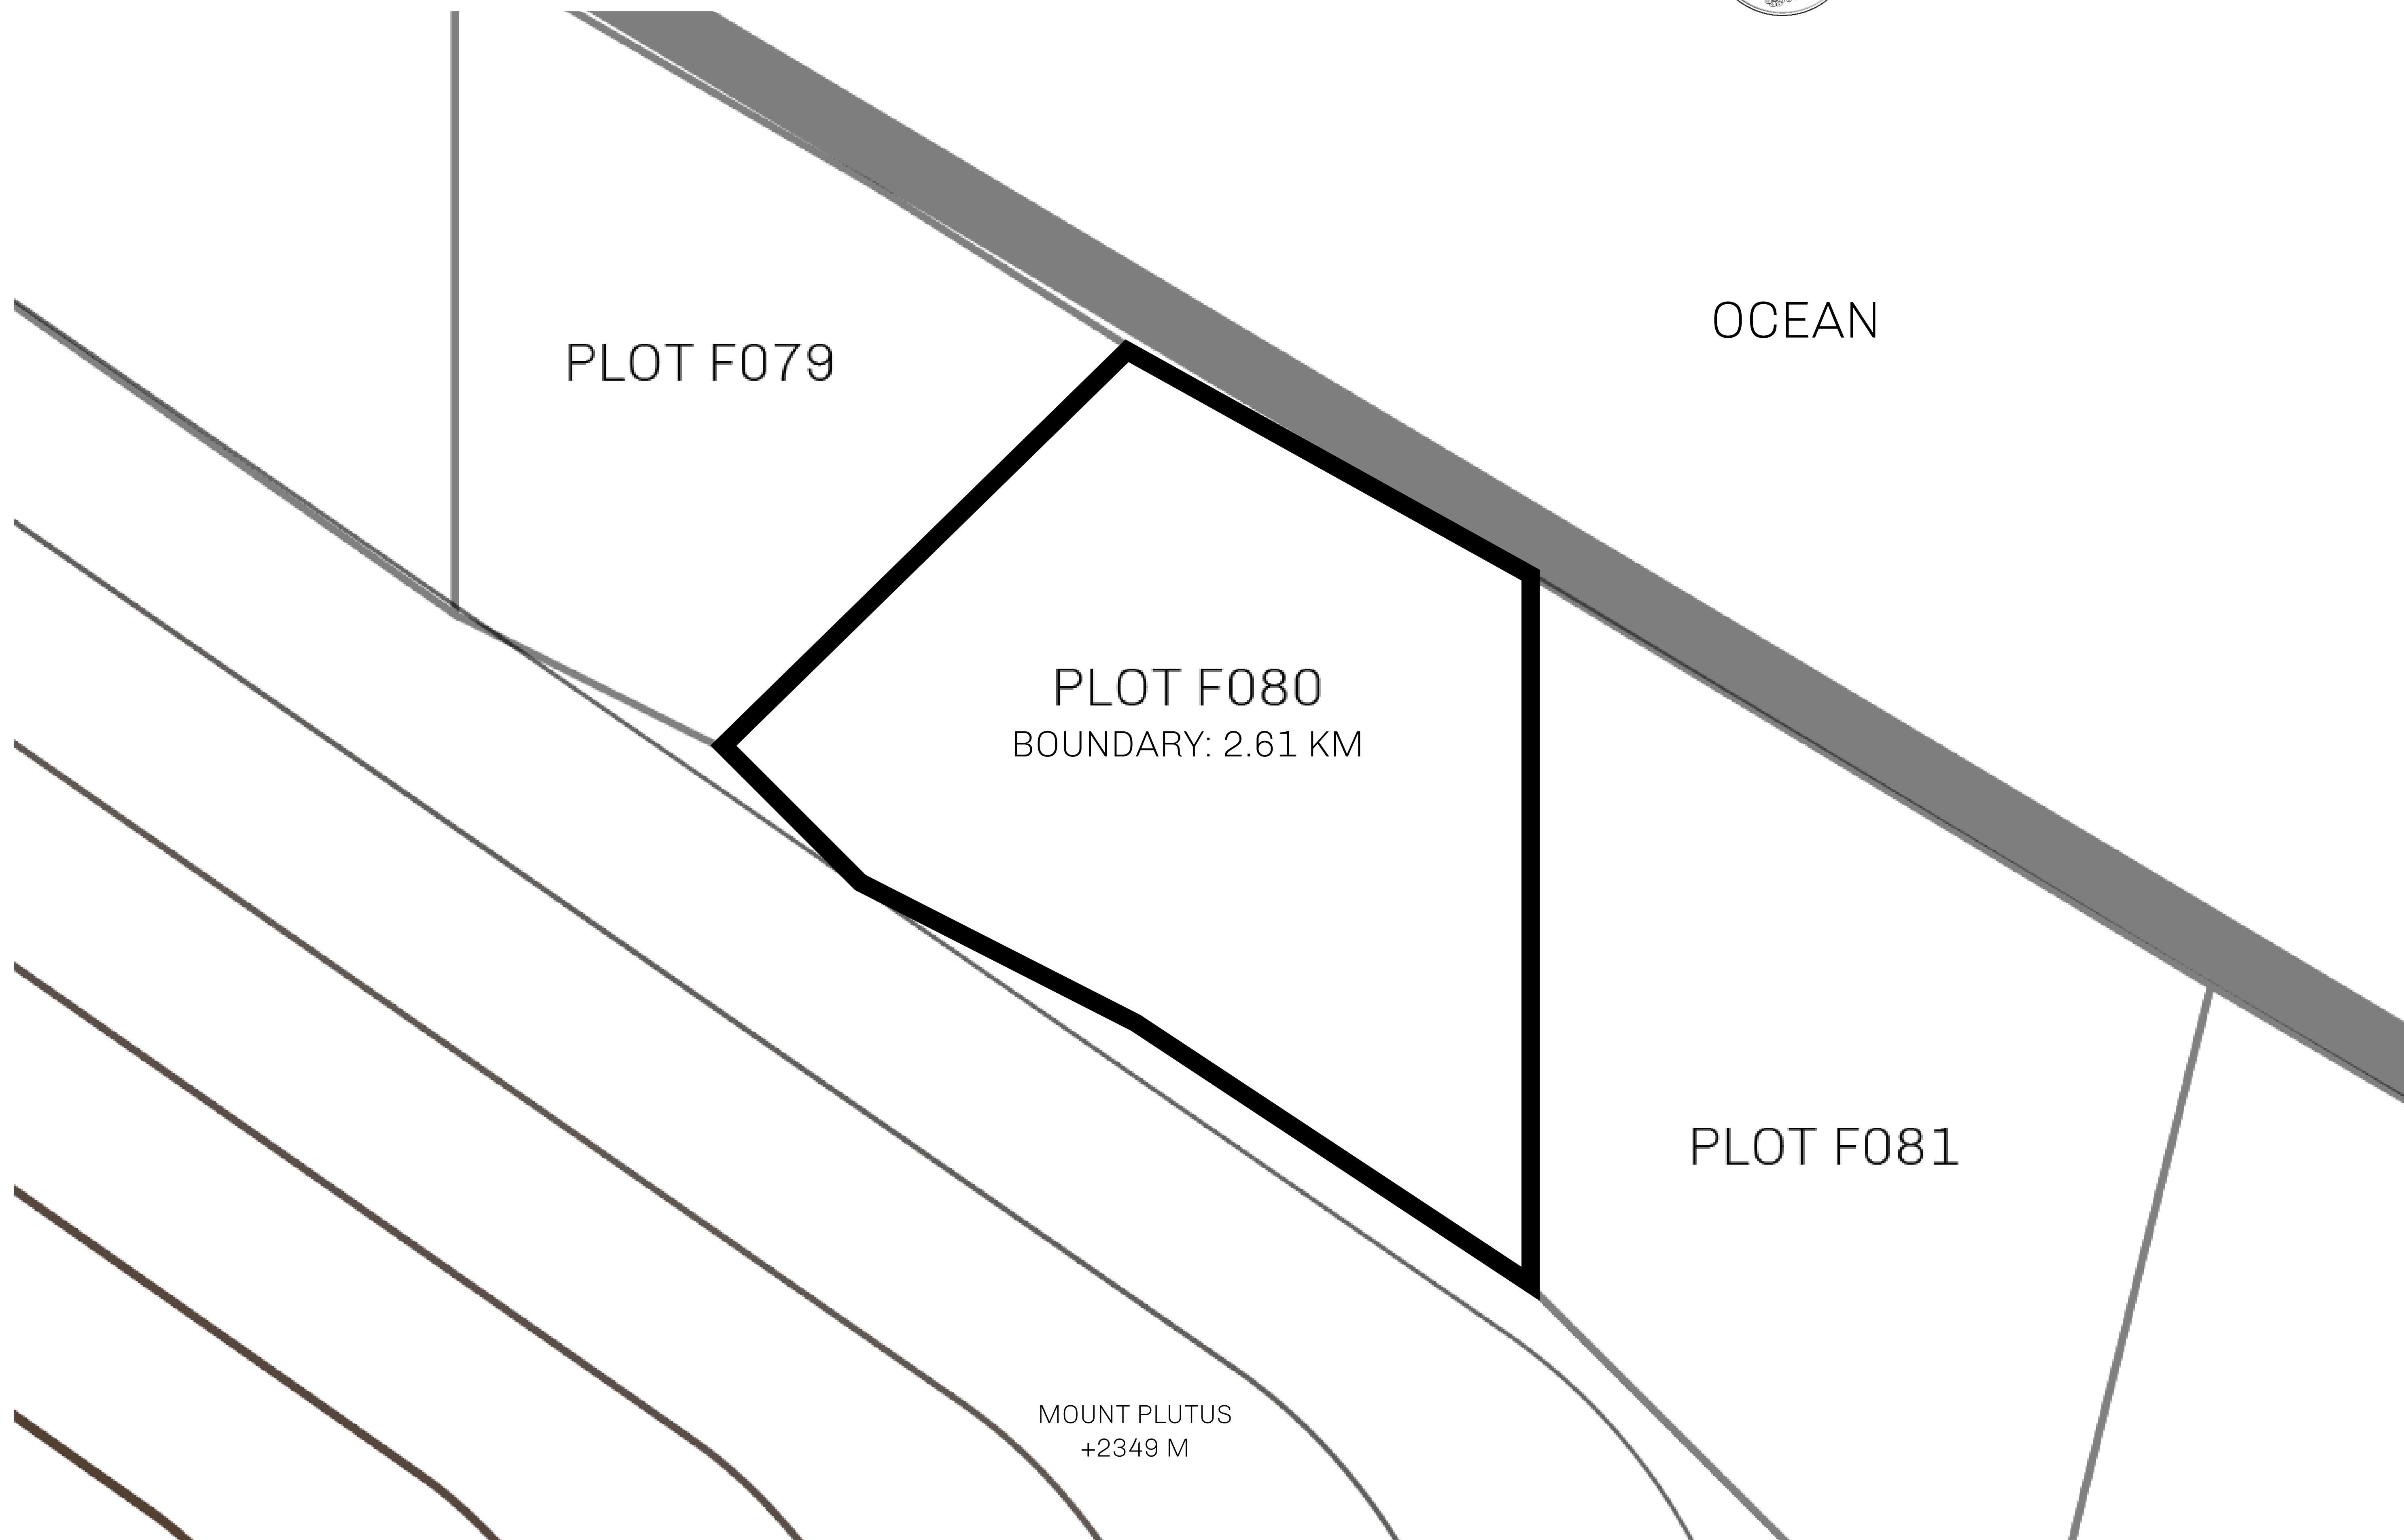 OCEAN
PLOT F079
PLOT F080
BOUNDARY: 2.61 KM
PLOT F081
MOUNT PLUTUS
+2349 M